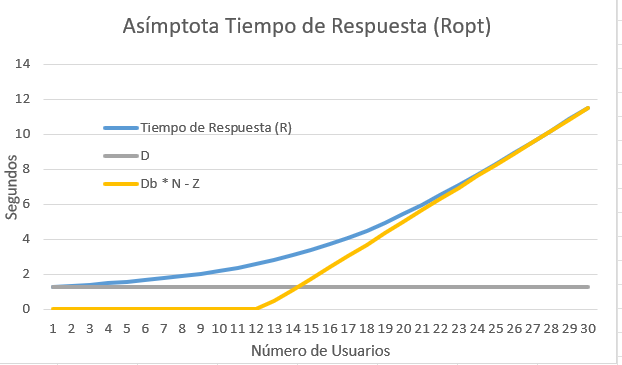 Asímptota Tiempo de Respuesta (Ropt)
14
12
10
8
6
4
2
0
Segundos
Tiempo de Respuesta (R)
D
Db * N - Z
1 2 3 4 5 6 7 8 9 10 11 12 13 14 15 16 17 18 19 20 21 22 23 24 25 26 27 28 29 30
Número de Usuarios